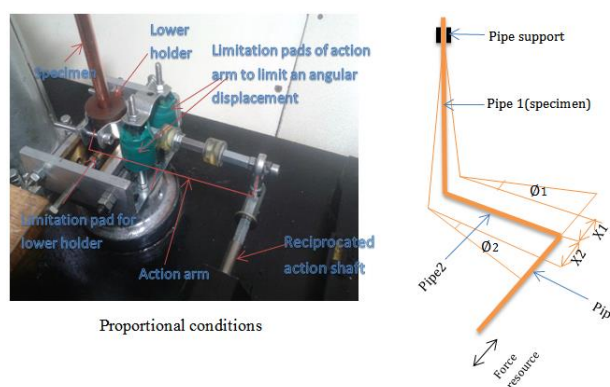 Lower
holder
Specimen
Limitation pads of action
arm to limit an angular
displacement
Limitation pad for
lower holder
Action arm
Reciprocated
action shaft
Proportional conditions
Pipe support
Pipe 1(specimen)
Ø1
Ø2
X1
X2
Pipe2
Pip
Force
resource